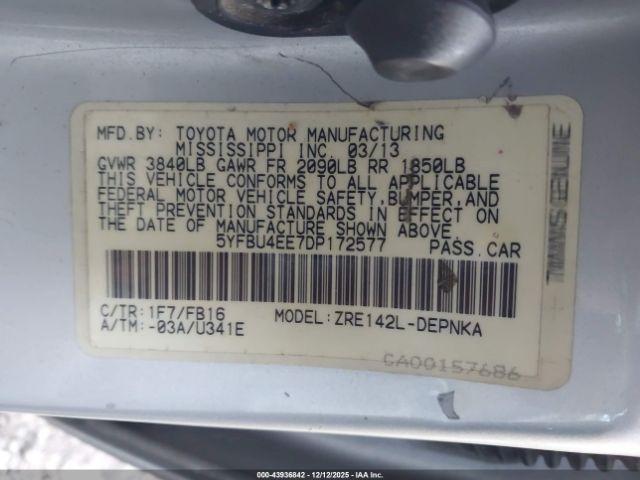 MFD.BY: TOYOTA MOTOR MANUFACTURING
MISSISSIPPI INC. 03/13
GVWR 3840LB GAWR FR 2090LB RR 1850LB
THIS VEHICLE CONFORMS TO ALL APPLICABLE
FEDERAL MOTOR VEHICLE SAFETY,BUMPER,AND
THEFT PREVENTION STANDARDS IN EFFECT ON
THE DATE OF MANUFACTURE SHOWN ABOVE.
5YFBU4EE7DP172577 PASS.CAR
C/TR:1F7/FB16 MODEL:ZRE142L-DEPNKA
A/TM:-03A/U341E
CA00157686
000-43936842 - 12/12/2025 - IAA Inc.